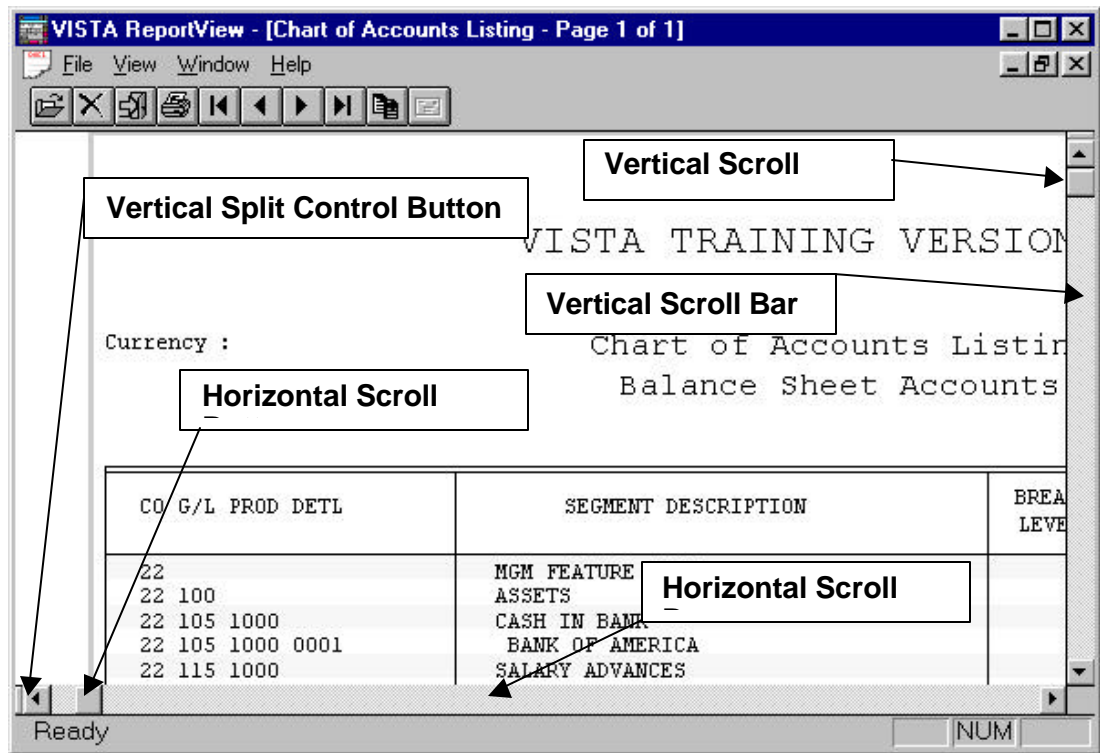 VISTA ReportView - [Chart of Accounts Listing - Page 1 of 1]
File View Window Help
Vertical Scroll
Vertical Split Control Button
VISTA TRAINING VERSION
Vertical Scroll Bar
Currency :
Chart of Accounts Listin
Balance Sheet Accounts
Horizontal Scroll
CO G/L PROD DETL
SEGMENT DESCRIPTION
BREA
LEVE
22
MGM FEATURE
22 100
ASSETS
Horizontal Scroll
22 105 1000
CASH IN BANK
22 105 1000 0001
BANK OF AMERICA
22 115 1000
SALARY ADVANCES
Ready
NUM